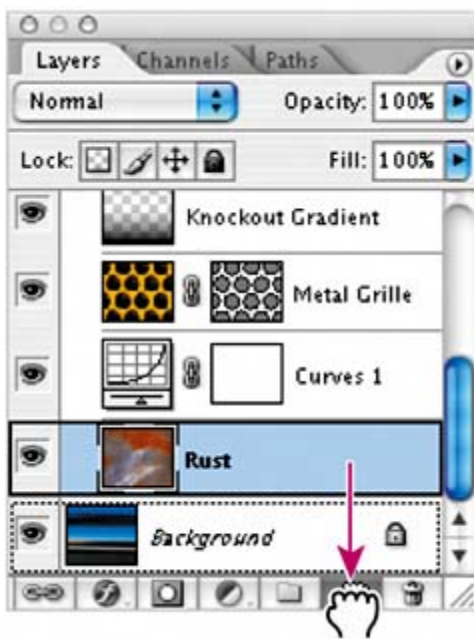 Layers Channels Paths
Normal Opacity: 100%
Lock: Fill: 100%
Knockout Gradient
Metal Grille
Curves 1
Rust
Background